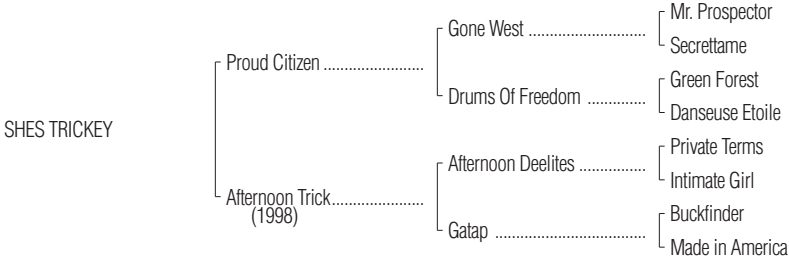 Mr. Prospector
Gone West ............................
Secrettame
Proud Citizen ........................
Green Forest
Drums Of Freedom ..............
Danseuse Etoile
SHES TRICKEY
Private Terms
Afternoon Deelites ................
Intimate Girl
Afternoon Trick......................
(1998)
Buckfinder
Gatap ....................................
Made in America